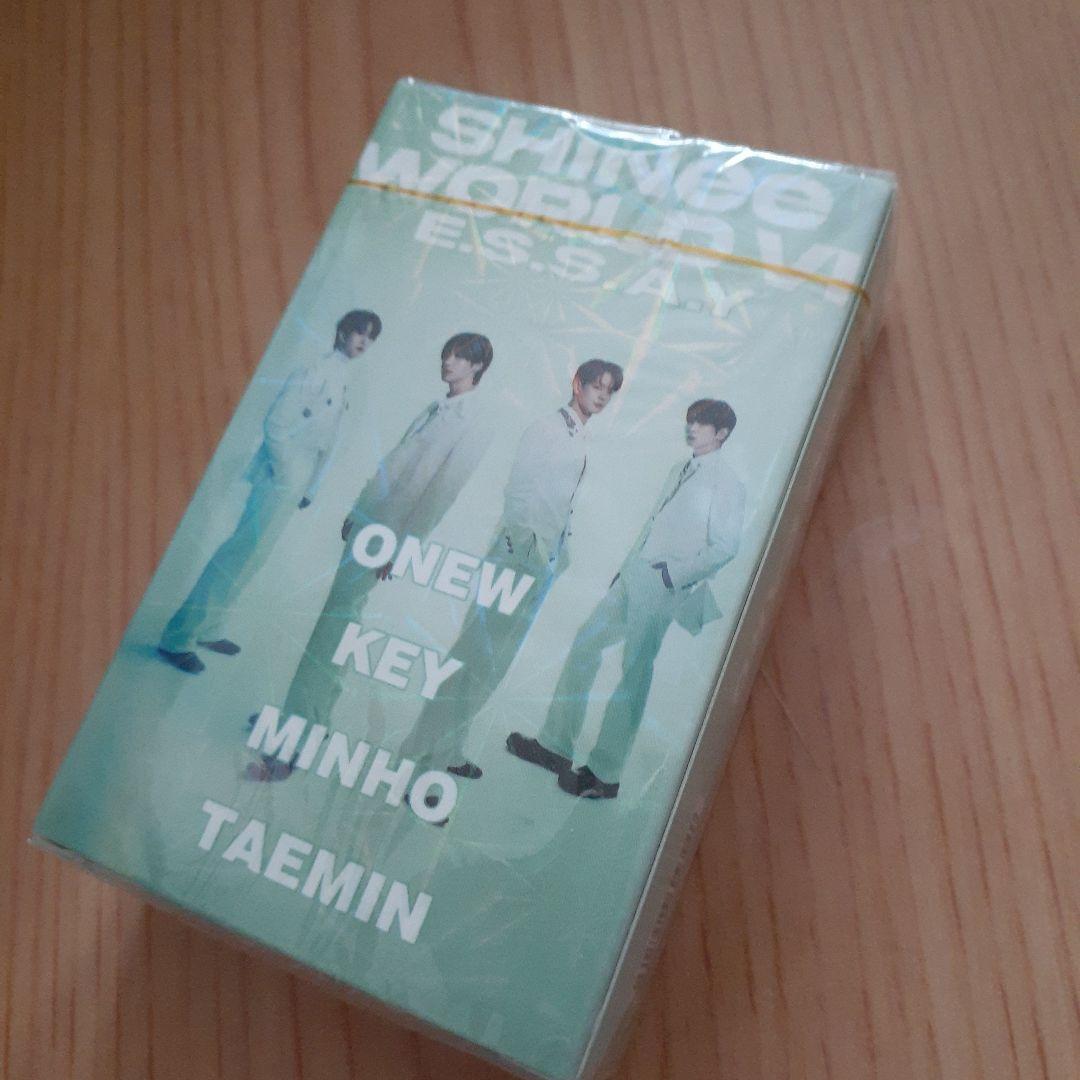 SHINee
WORLD VI
E.S.S.A.Y
ONEW
KEY
MINHO
TAEMIN